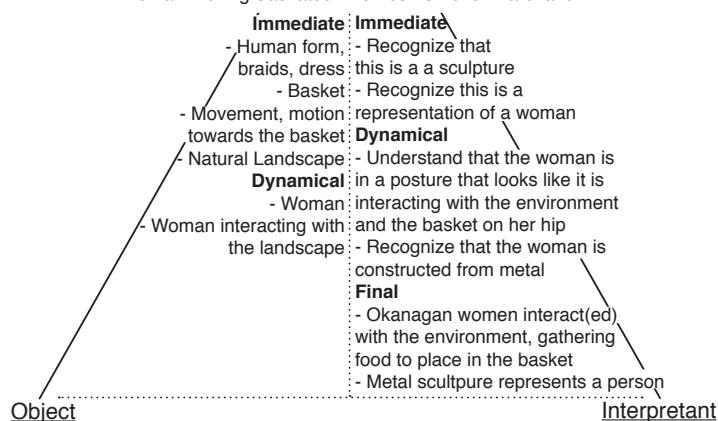 Immediate
- Human form,
braids, dress
- Basket
- Movement, motion
towards the basket
- Natural Landscape
Dynamical
- Woman
- Woman interacting with
the landscape
Immediate
- Recognize that
this is a a sculpture
- Recognize this is a
representation of a woman
Dynamical
- Understand that the woman is
in a posture that looks like it is
interacting with the environment
and the basket on her hip
- Recognize that the woman is
constructed from metal
Final
- Okanagan women interact(ed)
with the environment, gathering
food to place in the basket
- Metal scultpure represents a person
Object
Interpretant